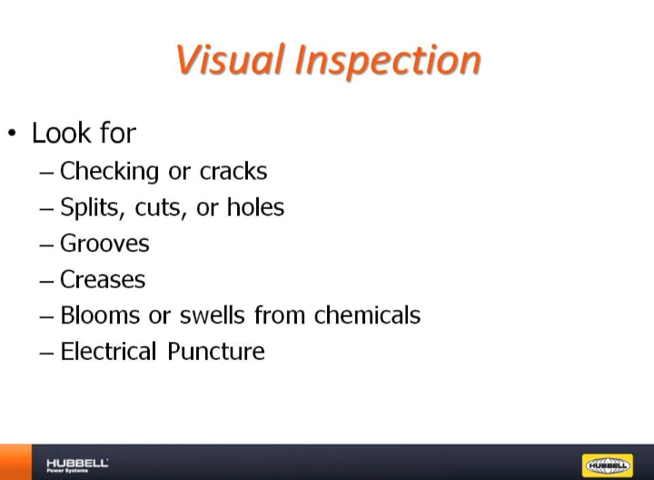 Visual Inspection
• Look for
– Checking or cracks
– Splits, cuts, or holes
– Grooves
– Creases
– Blooms or swells from chemicals
– Electrical Puncture
HUBBELL
Power Systems
HUBBELL